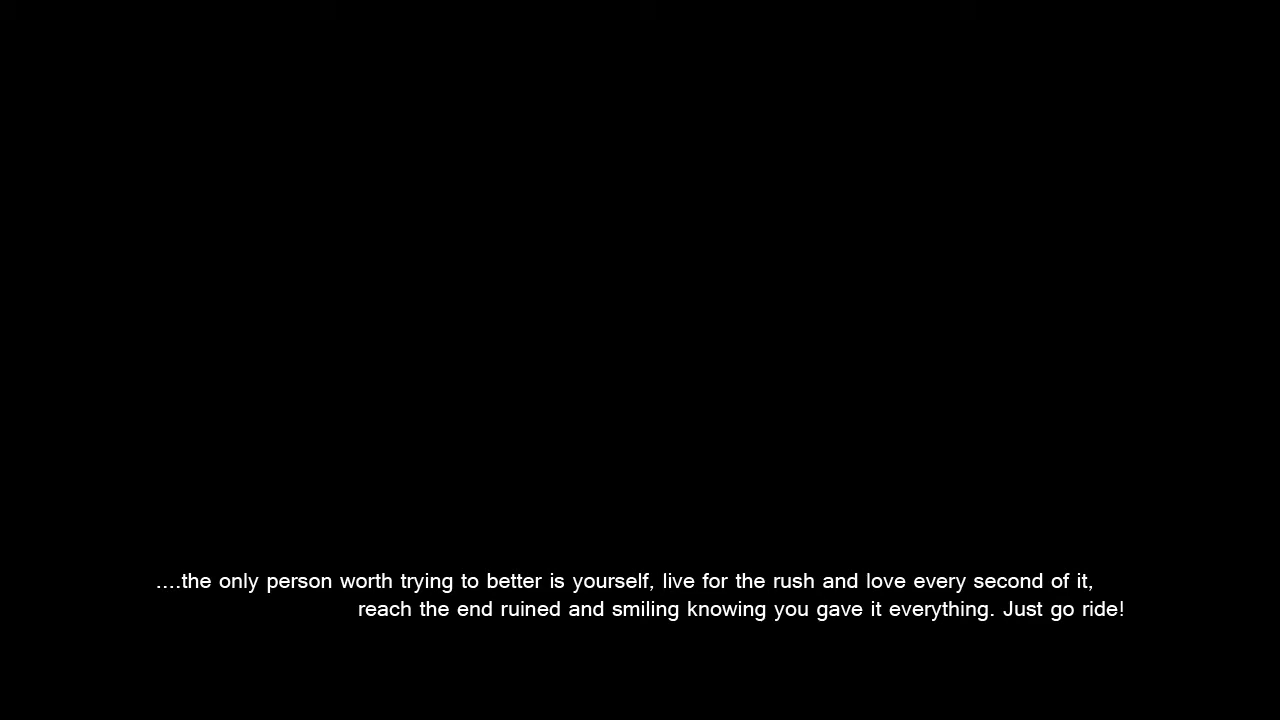 ....the only person worth trying to better is yourself, live for the rush and love every second of it,
reach the end ruined and smiling knowing you gave it everything. Just go ride!